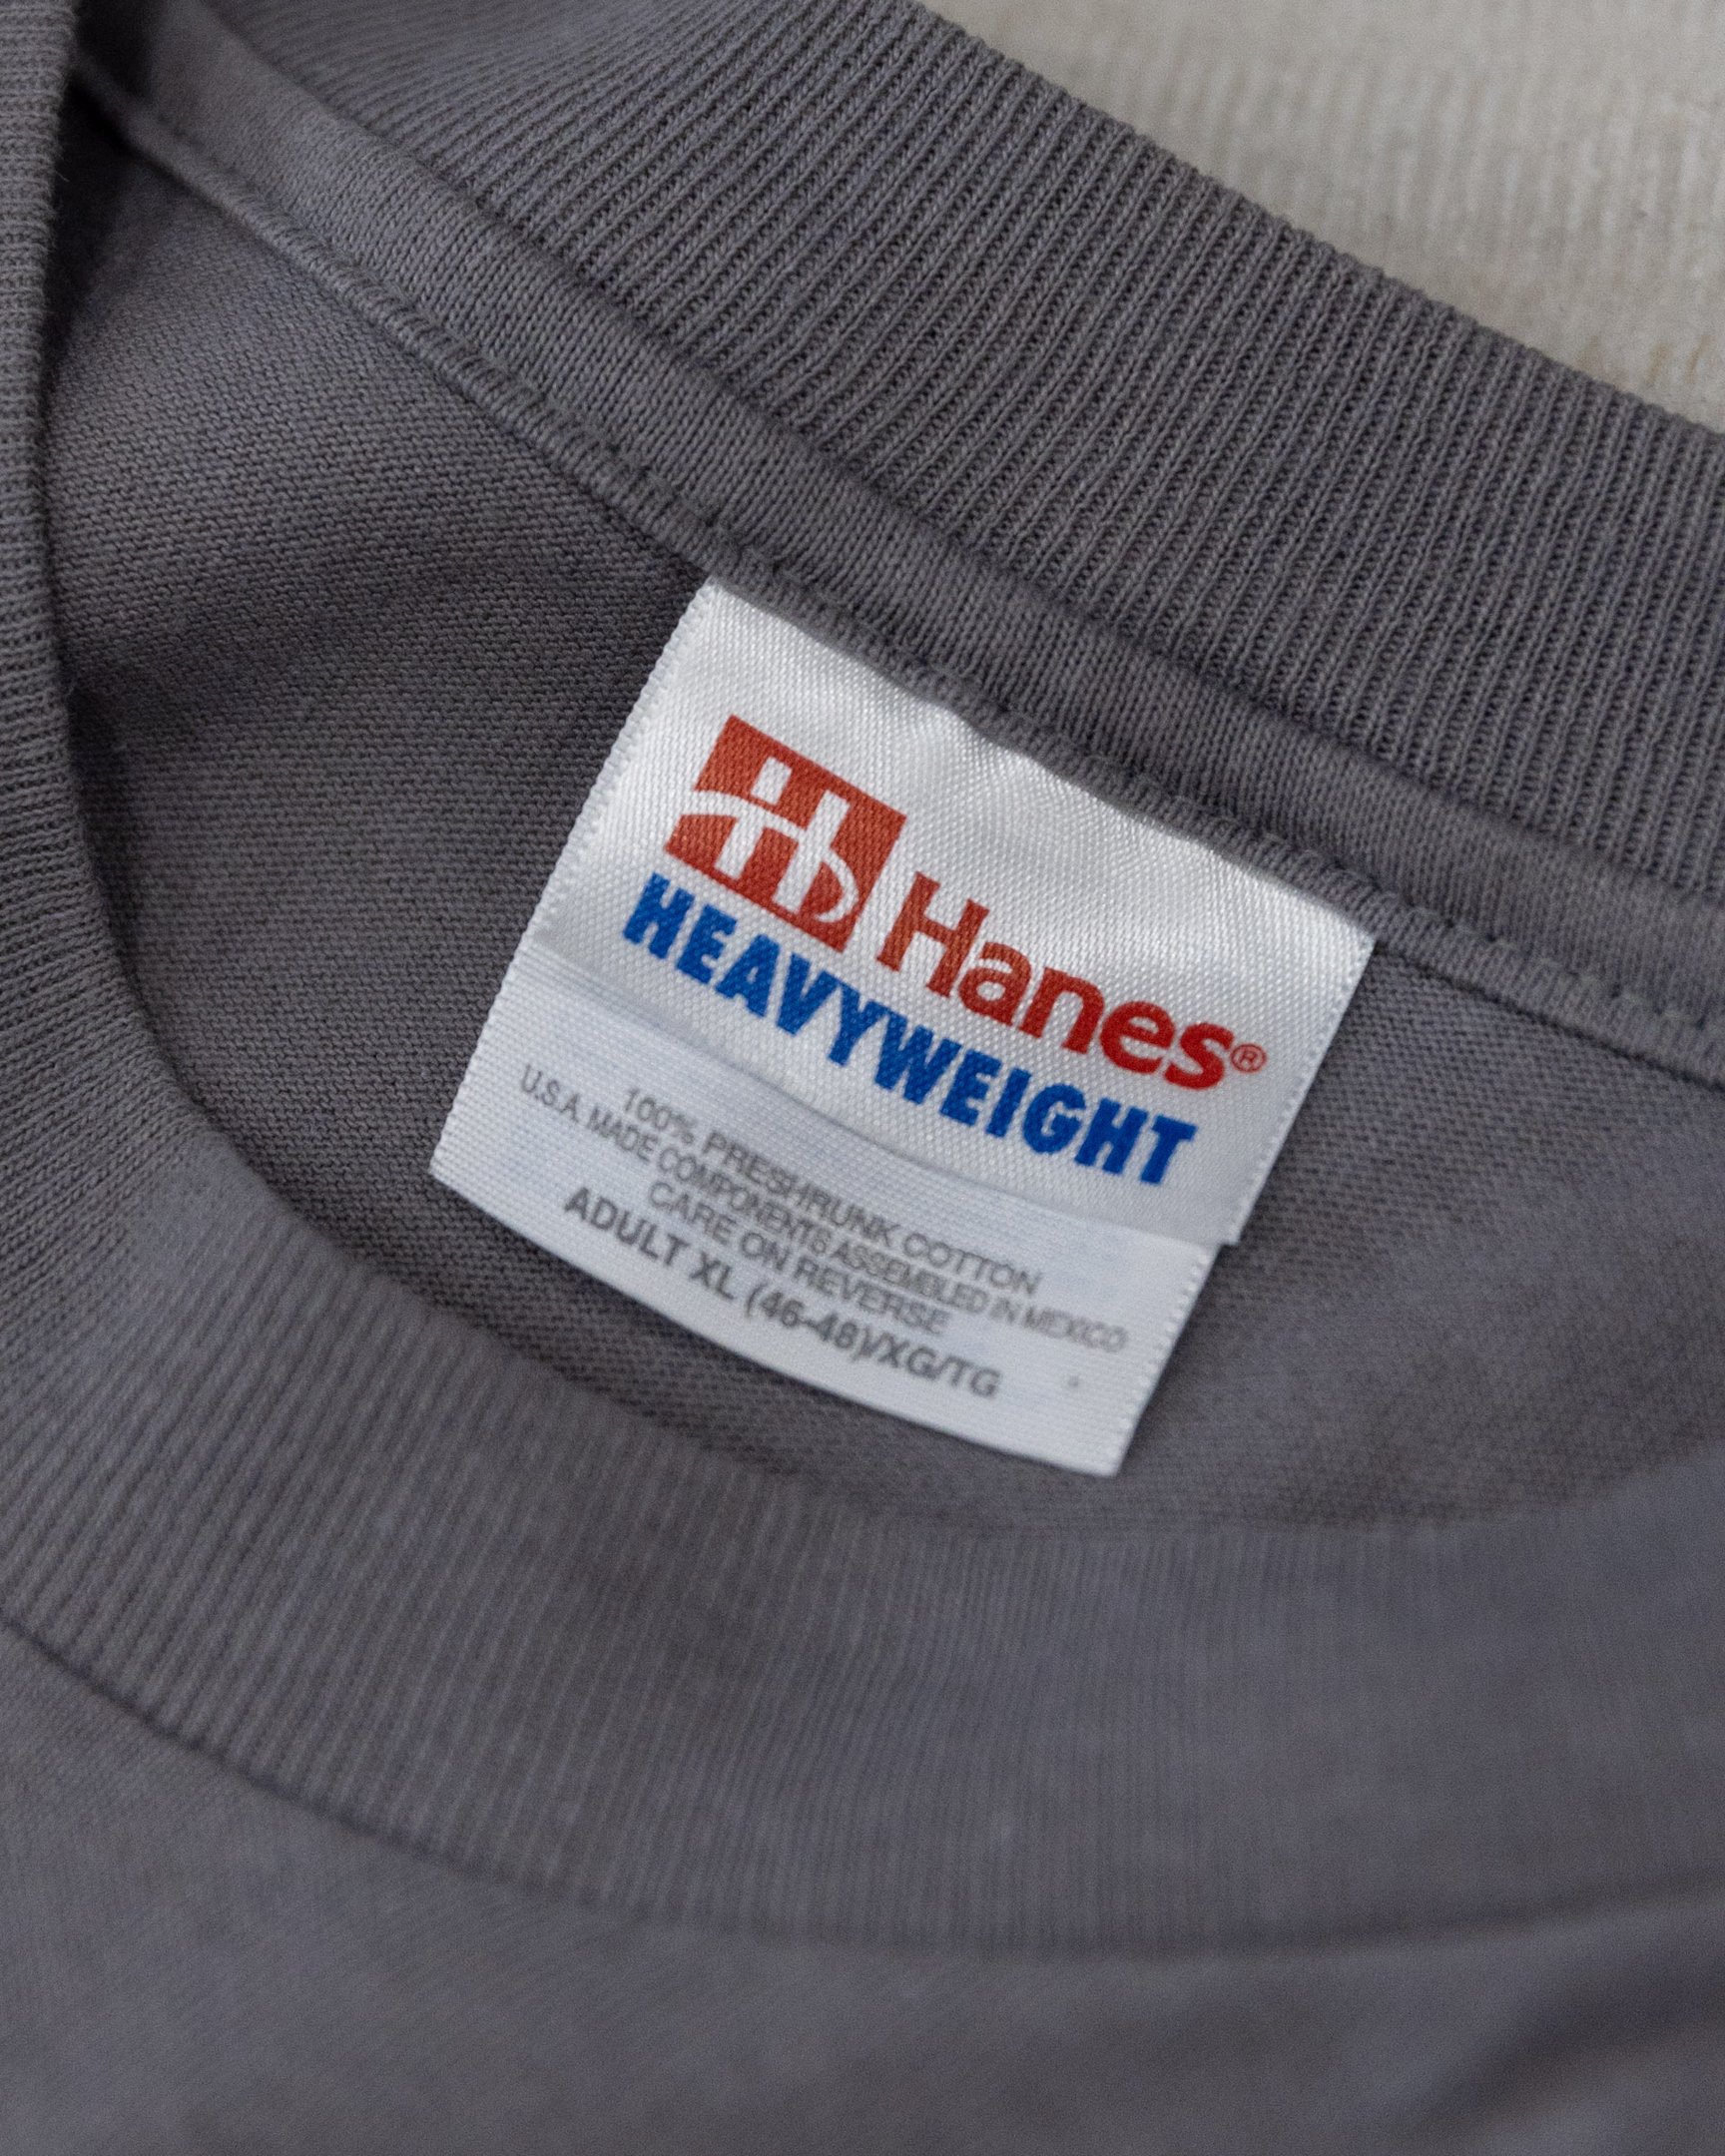 Hanes®
HEAVYWEIGHT
100% PRESHRUNK COTTON
U.S.A. MADE COMPONENTS ASSEMBLED IN MEXICO
CARE ON REVERSE
ADULT XL (46-48)/XG/TG